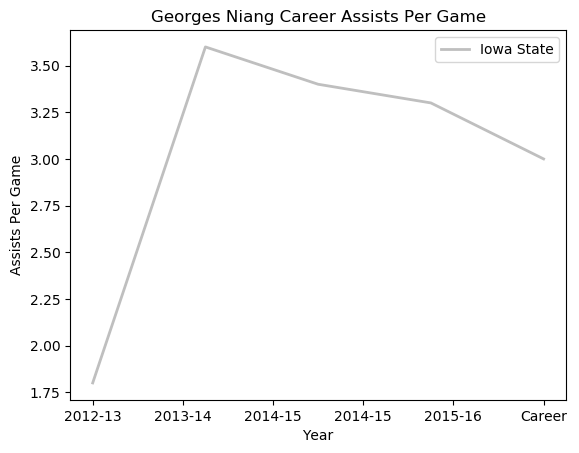 Georges Niang Career Assists Per Game
Iowa State
3.50
3.25
3.00
2.75
2.50
2.25
2.00
1.75
Assists Per Game
2012-13 2013-14 2014-15 2014-15 2015-16 Career
Year